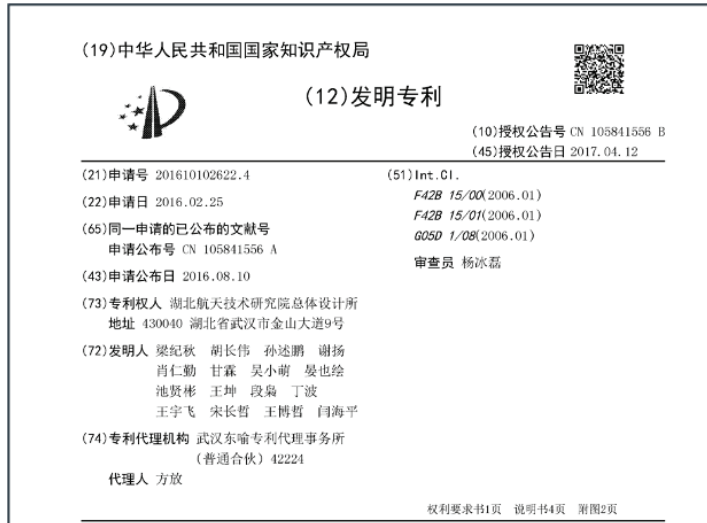 (19)中华人民共和国国家知识产权局
(12)发明专利
(10)授权公告号 CN 105841556 B
(45)授权公告日 2017.04.12
(21)申请号 201610102622.4
(22)申请日 2016.02.25
(65)同一申请的已公布的文献号
申请公布号 CN 105841556 A
(43)申请公布日 2016.08.10
(73)专利权人 湖北航天技术研究院总体设计所
地址 430040 湖北省武汉市金山大道9号
(72)发明人 梁纪秋 胡长伟 孙述鹏 谢扬
肖仁勤 甘霖 吴小萌 晏也绘
池贤彬 王坤 段枭 丁波
王宇飞 宋长哲 王博哲 闫海平
(74)专利代理机构 武汉东喻专利代理事务所
(普通合伙) 42224
代理人 方放
(51)Int.Cl.
F42B 15/00(2006.01)
F42B 15/01(2006.01)
G05D 1/08(2006.01)
审查员 杨冰磊
权利要求书1页 说明书4页 附图2页